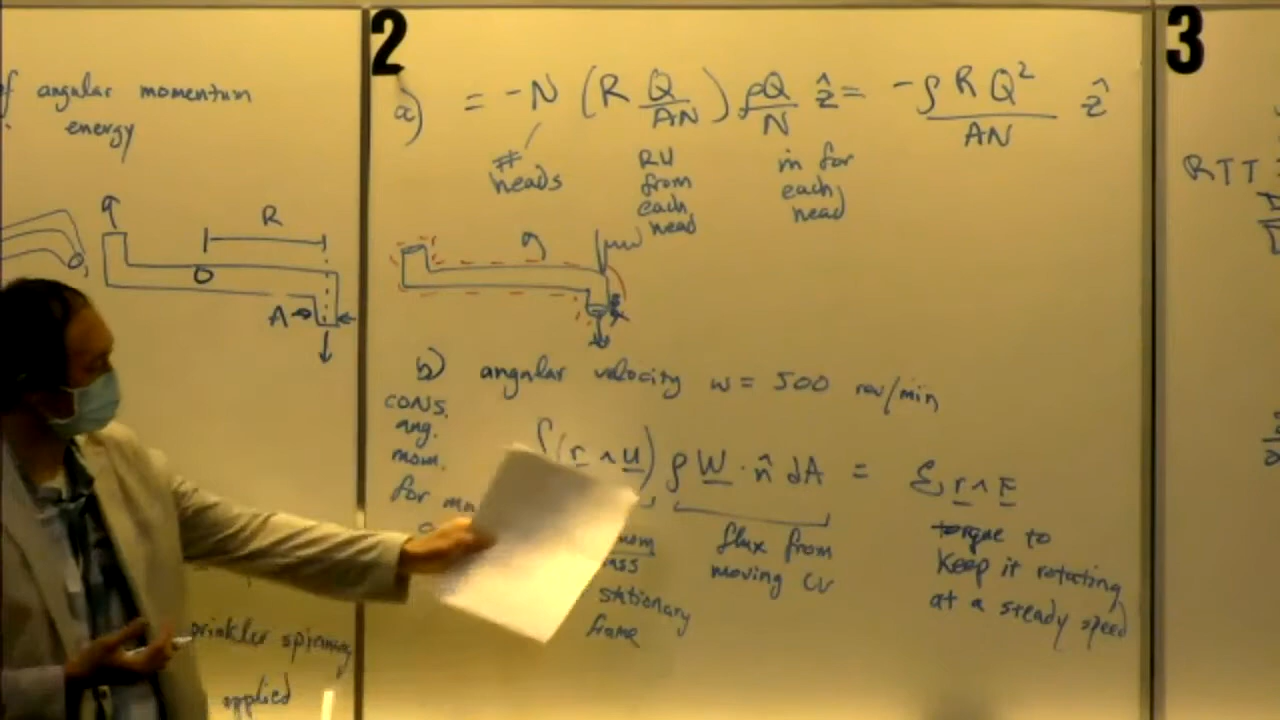 of angular momentum
energy
R
A
prinkler spinning
applied
2
a) = -N (R Q/AN) ρQ/N ẑ = -ρRQ²/AN ẑ
# heads
RU from each head
ṁ for each head
b) angular velocity ω = 500 rev/min
cons. ang. mom. for
∫(r ∧ U) ρ W · n̂ dA = Σ r ∧ F
stationary frame
flux from moving CV
torque to keep it rotating at a steady speed
3
RTT